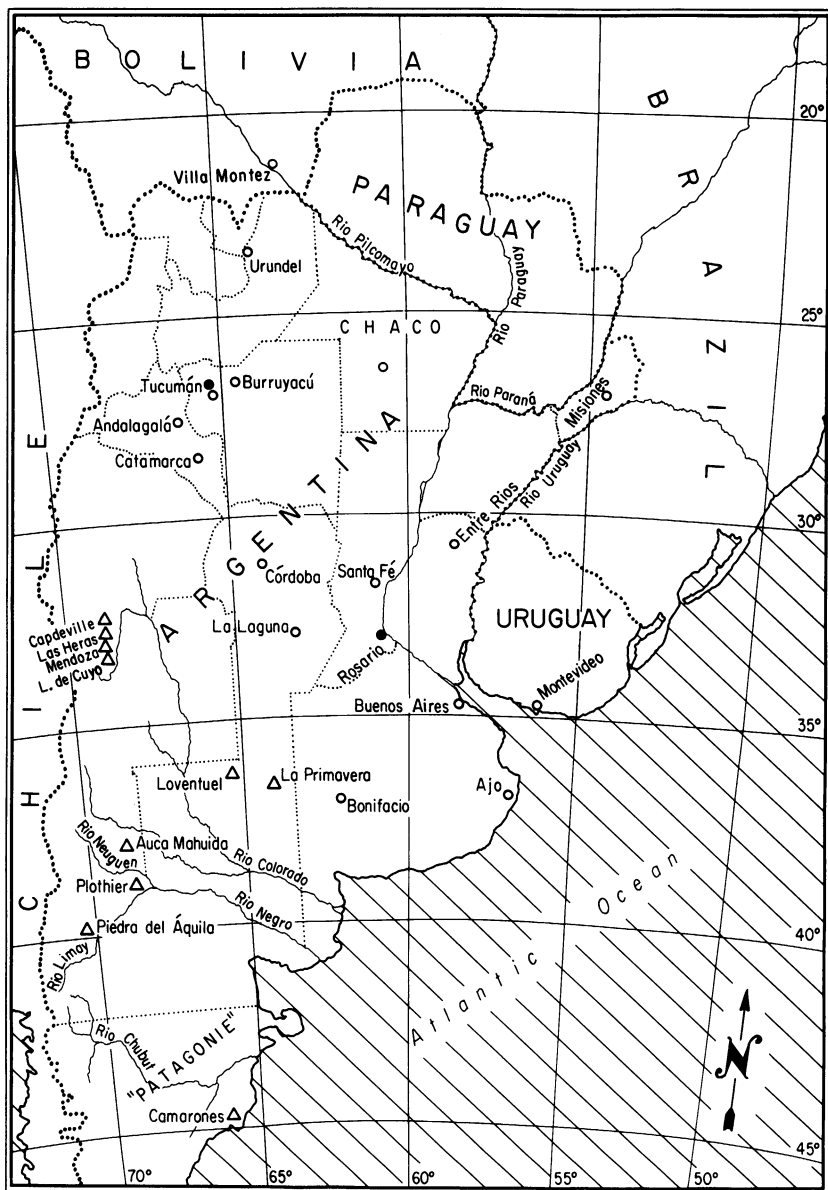 BOLIVIA
BRAZIL
20°
Villa Montez
PARAGUAY
Rio Pilcomayo
Rio Paraguay
Urundel
25°
CHACO
Tucumán
Burruyacú
Rio Paraná
Misiones
Andalagalá
Catamarca
ARGENTINA
Rio Uruguay
Entre Rios
30°
CHILE
Córdoba
Santa Fé
URUGUAY
Capdeville
Las Heras
Mendoza
L. de Cuyo
La Laguna
Rosario
Montevideo
Buenos Aires
35°
Loventuel
La Primavera
Bonifacio
Ajo
Rio Neuguen
Auca Mahuida
Rio Colorado
Plothier
Rio Negro
Atlantic Ocean
Piedra del Áquila
40°
Rio Limay
Rio Chubut
"PATAGONIE"
N
Camarones
45°
70° 65° 60° 55° 50°